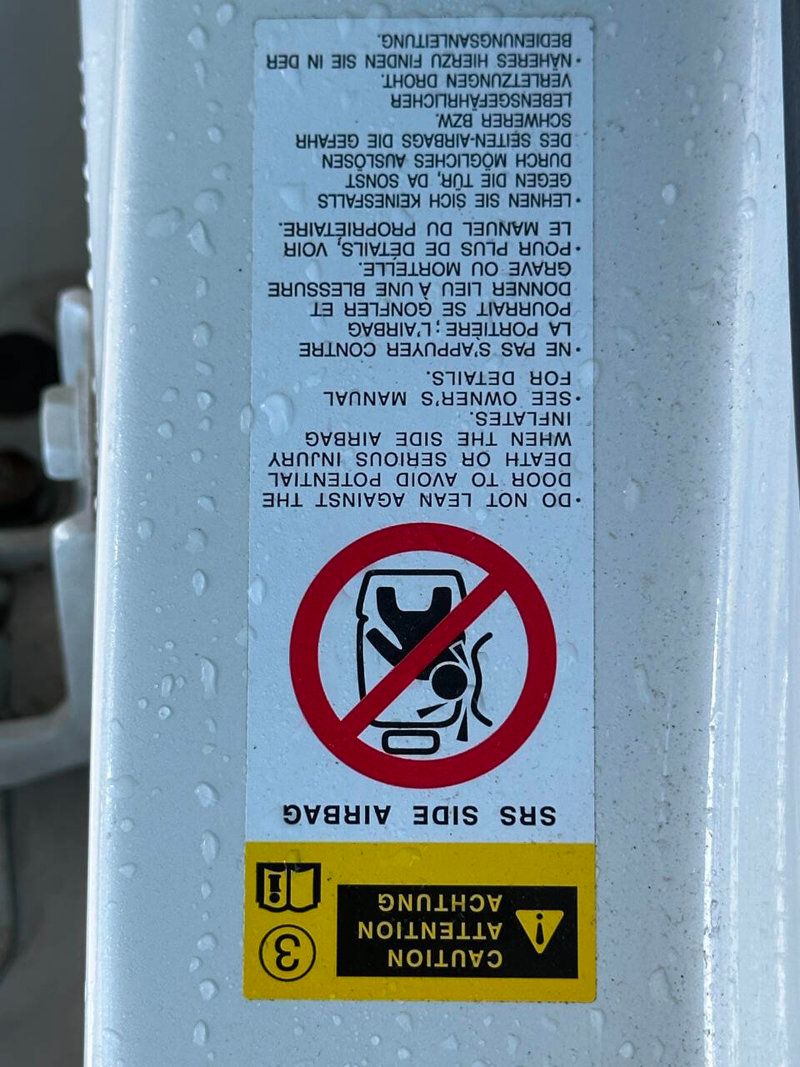 CAUTION
ATTENTION
ACHTUNG
3
SRS SIDE AIRBAG
• DO NOT LEAN AGAINST THE
DOOR TO AVOID POTENTIAL
DEATH OR SERIOUS INJURY
WHEN THE SIDE AIRBAG
INFLATES.
• SEE OWNER'S MANUAL
FOR DETAILS.
• NE PAS S'APPUYER CONTRE
LA PORTIÈRE; L'AIRBAG
POURRAIT SE GONFLER ET
DONNER LIEU À UNE BLESSURE
GRAVE OU MORTELLE.
• POUR PLUS DE DÉTAILS, VOIR
LE MANUEL DU PROPRIÉTAIRE.
• LEHNEN SIE SICH KEINESFALLS
GEGEN DIE TÜR, DA SONST
DURCH MÖGLICHES AUSLÖSEN
DES SEITEN-AIRBAGS DIE GEFAHR
SCHWERER BZW.
LEBENSGEFÄHRLICHER
VERLETZUNGEN DROHT.
• NÄHERES HIERZU FINDEN SIE IN DER
BEDIENUNGSANLEITUNG.